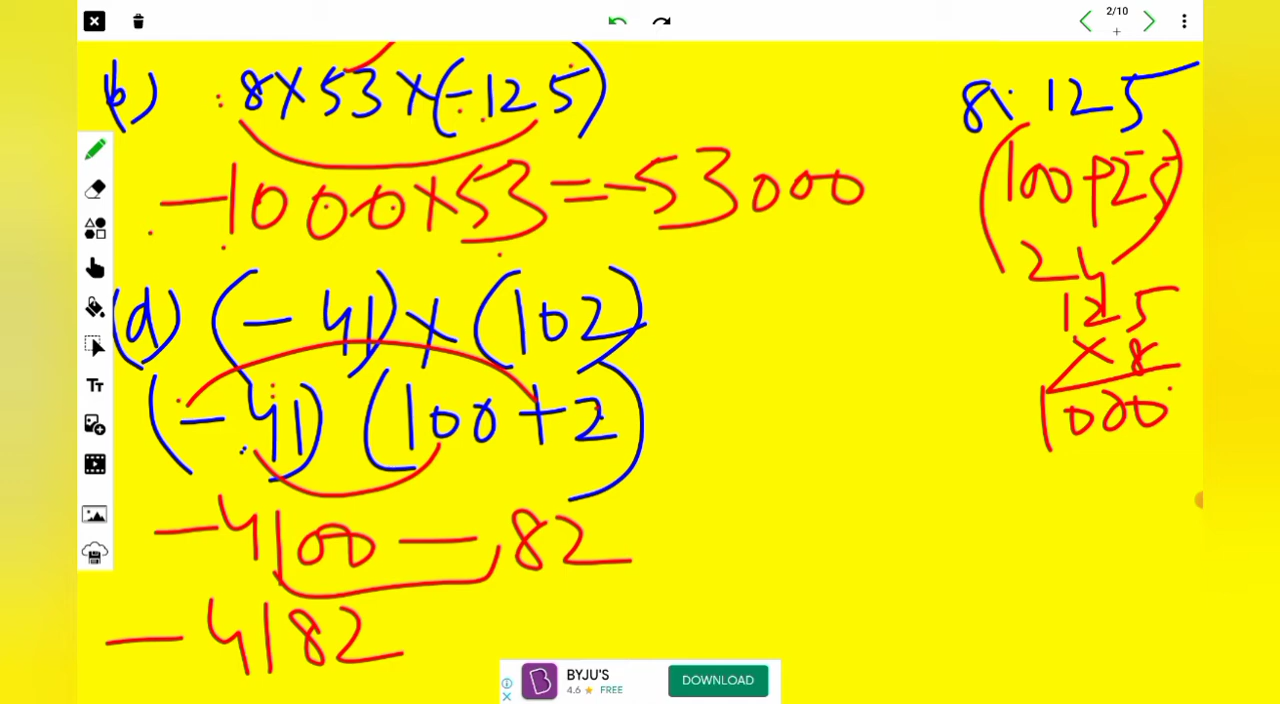 2/10
b) 8×53×(-125)
-1000×53=-53000
(d) (-41)×(102)
(-41)(100+2)
-4100-82
-4182
8× 125
(100+25)
24
125
×8
1000
Tт
BYJU'S
4.6 ★ FREE
DOWNLOAD